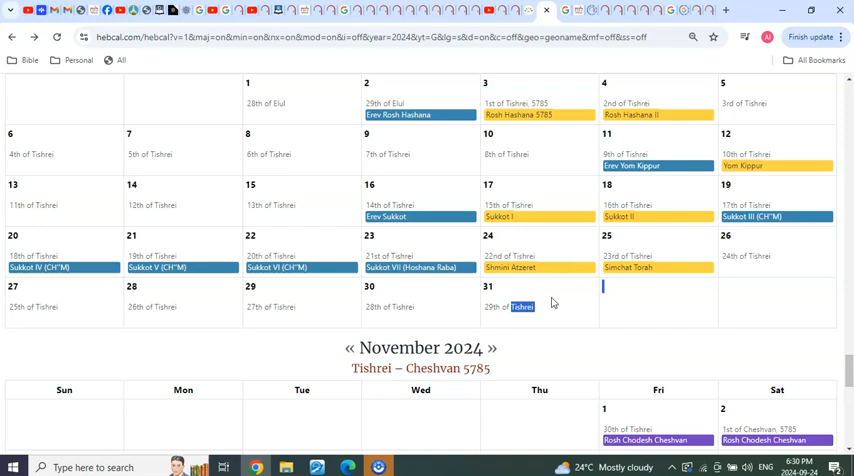 Finish update
hebcal.com/hebcal?v=1&maj=on&min=on&nx=on&mod=on&i=off&year=2024&yt=G&lg=s&d=on&c=off&geo=geoname&mf=off&ss=off
Bible
Personal
All
All Bookmarks
1 2 3 4 5
28th of Elul 29th of Elul 1st of Tishrei, 5785 2nd of Tishrei 3rd of Tishrei
Erev Rosh Hashana Rosh Hashana 5785 Rosh Hashana II
6 7 8 9 10 11 12
4th of Tishrei 5th of Tishrei 6th of Tishrei 7th of Tishrei 8th of Tishrei 9th of Tishrei 10th of Tishrei
Erev Yom Kippur Yom Kippur
13 14 15 16 17 18 19
11th of Tishrei 12th of Tishrei 13th of Tishrei 14th of Tishrei 15th of Tishrei 16th of Tishrei 17th of Tishrei
Erev Sukkot Sukkot I Sukkot II Sukkot III (CH''M)
20 21 22 23 24 25 26
18th of Tishrei 19th of Tishrei 20th of Tishrei 21st of Tishrei 22nd of Tishrei 23rd of Tishrei 24th of Tishrei
Sukkot IV (CH''M) Sukkot V (CH''M) Sukkot VI (CH''M) Sukkot VII (Hoshana Raba) Shmini Atzeret Simchat Torah
27 28 29 30 31
25th of Tishrei 26th of Tishrei 27th of Tishrei 28th of Tishrei 29th of Tishrei
« November 2024 »
Tishrei – Cheshvan 5785
Sun Mon Tue Wed Thu Fri Sat
1 2
30th of Tishrei 1st of Cheshvan, 5785
Rosh Chodesh Cheshvan Rosh Chodesh Cheshvan
Type here to search
24°C Mostly cloudy
ENG
6:30 PM
2024-09-24